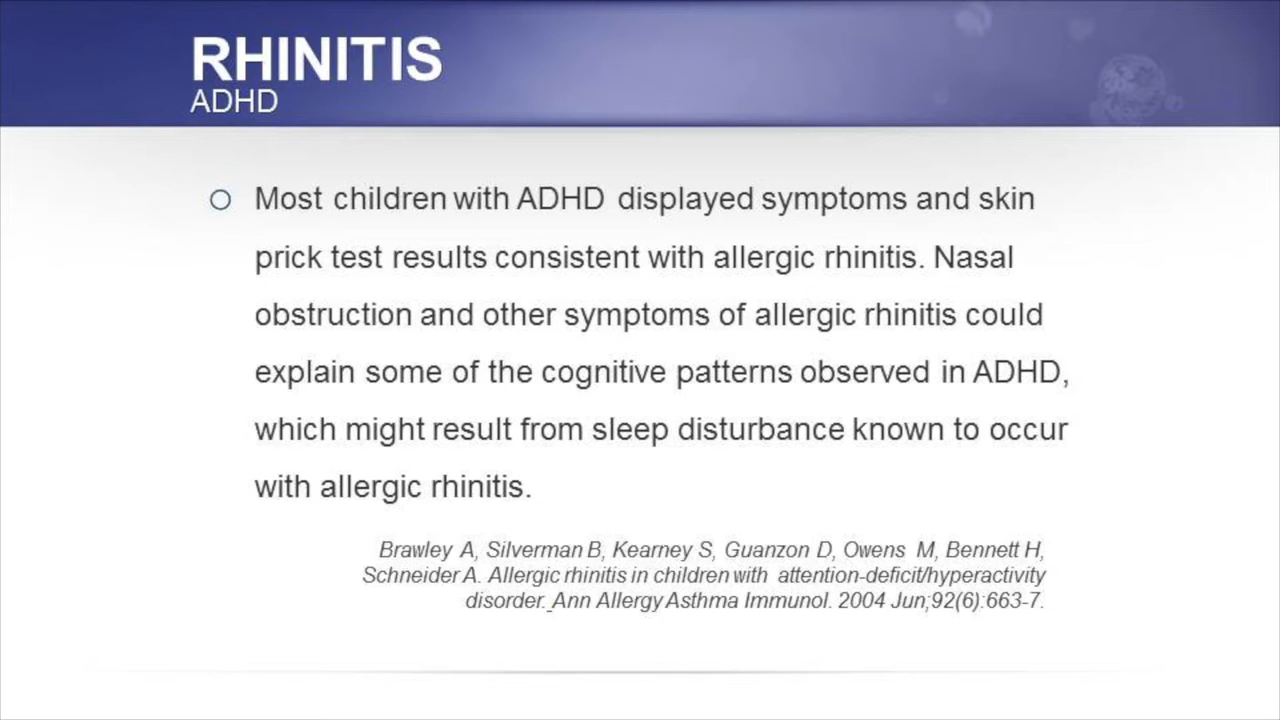 RHINITIS
ADHD
Most children with ADHD displayed symptoms and skin
prick test results consistent with allergic rhinitis. Nasal
obstruction and other symptoms of allergic rhinitis could
explain some of the cognitive patterns observed in ADHD,
which might result from sleep disturbance known to occur
with allergic rhinitis.
Brawley A, Silverman B, Kearney S, Guanzon D, Owens M, Bennett H,
Schneider A. Allergic rhinitis in children with attention-deficit/hyperactivity
disorder. Ann Allergy Asthma Immunol. 2004 Jun;92(6):663-7.